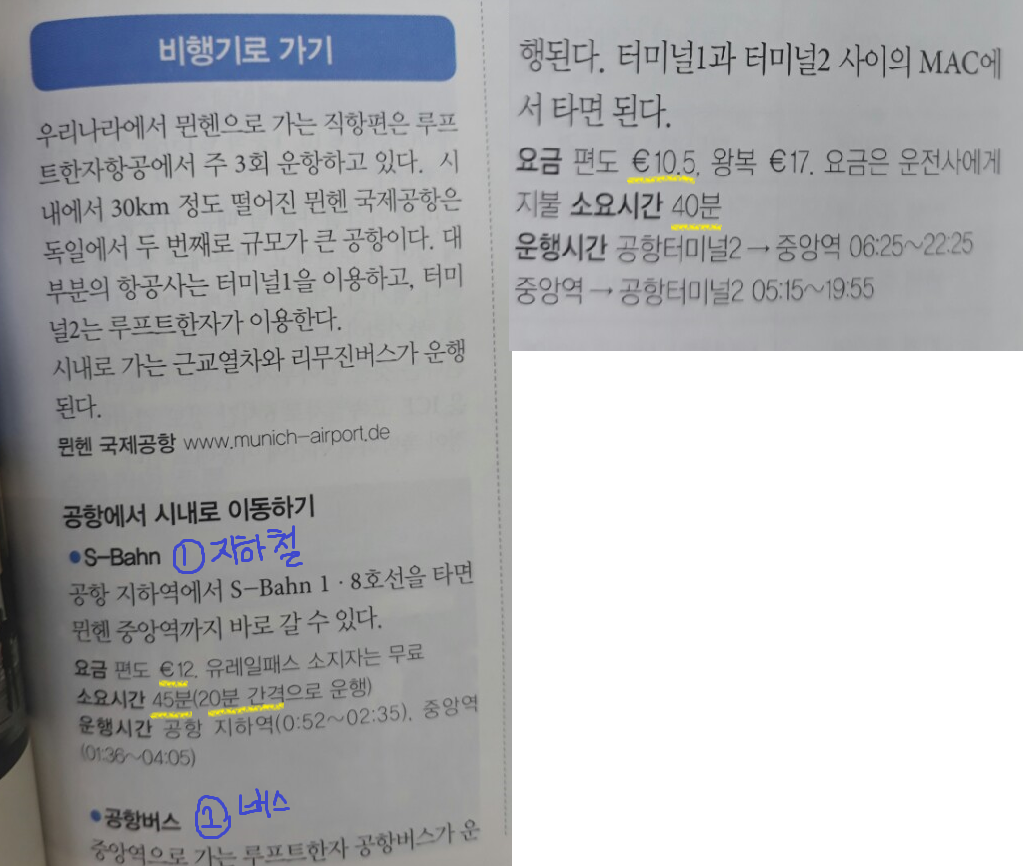 비행기로 가기
우리나라에서 뮌헨으로 가는 직항편은 루프
트한자항공에서 주 3회 운항하고 있다. 시
내에서 30km 정도 떨어진 뮌헨 국제공항은
독일에서 두 번째로 규모가 큰 공항이다. 대
부분의 항공사는 터미널1을 이용하고, 터미
널2는 루프트한자가 이용한다.
시내로 가는 근교열차와 리무진버스가 운행
된다.
뮌헨 국제공항 www.munich-airport.de
공항에서 시내로 이동하기
•S-Bahn ① 지하철
공항 지하역에서 S-Bahn 1·8호선을 타면
뮌헨 중앙역까지 바로 갈 수 있다.
요금 편도 €12, 유레일패스 소지자는 무료
소요시간 45분(20분 간격으로 운행)
운행시간 공항 지하역(0:52~02:35), 중앙역
(01:36~04:05)
•공항버스 ② 버스
중앙역으로 가는 루프트한자 공항버스가 운
행된다. 터미널1과 터미널2 사이의 MAC에
서 타면 된다.
요금 편도 €10.5, 왕복 €17. 요금은 운전사에게
지불 소요시간 40분
운행시간 공항터미널2 → 중앙역 06:25~22:25
중앙역 → 공항터미널2 05:15~19:55